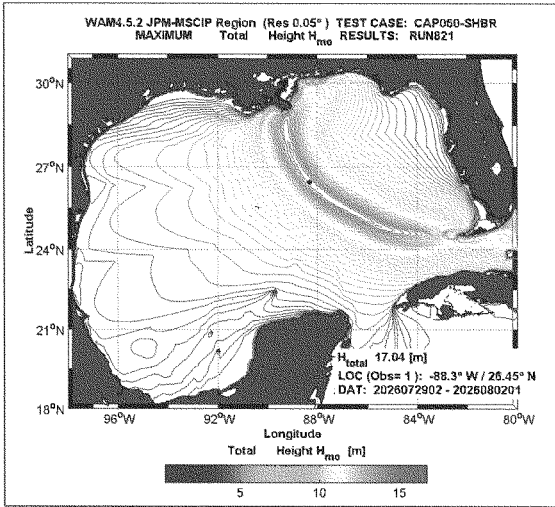 WAM4.5.2 JPM-MSCIP Region (Res 0.05°) TEST CASE: CAP060-SHBR
MAXIMUM Total Height Hmo RESULTS: RUN821
30°N
27°N
24°N
21°N
18°N
Latitude
Htotal 17.04 [m]
LOC (Obs= 1): -88.3° W / 26.45° N
DAT: 2026072902 - 2026080201
96°W 92°W 88°W 84°W 80°W
Longitude
Total Height Hmo [m]
5 10 15